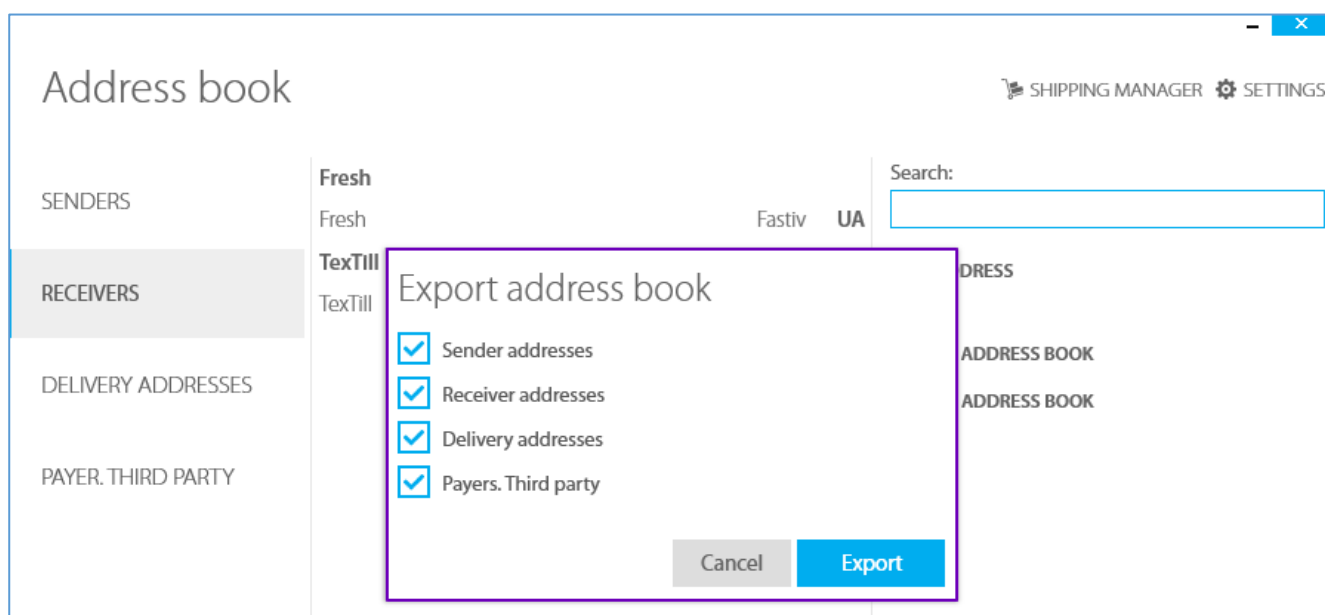 Address book
SHIPPING MANAGER SETTINGS
SENDERS
RECEIVERS
DELIVERY ADDRESSES
PAYER. THIRD PARTY
Fresh
Fresh Fastiv UA
TexTill
TexTill
Search:
DRESS
ADDRESS BOOK
ADDRESS BOOK
Export address book
Sender addresses
Receiver addresses
Delivery addresses
Payers. Third party
Cancel Export